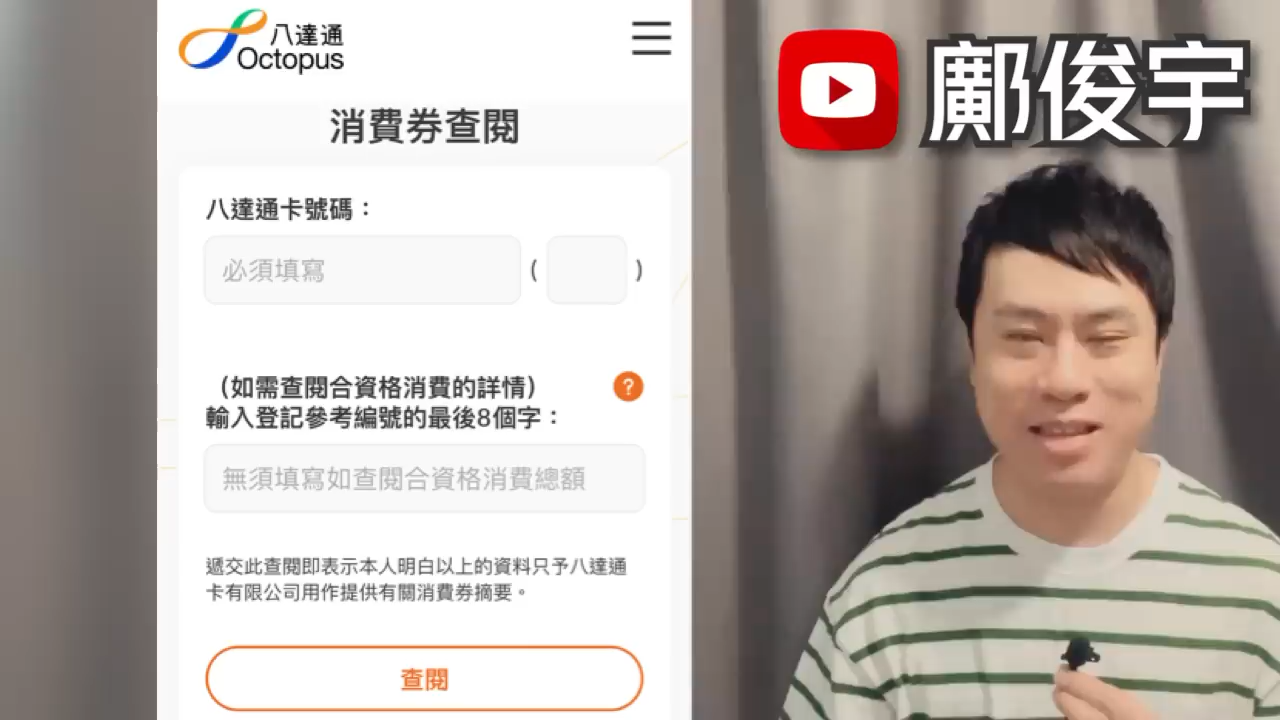 八達通
Octopus
消費券查閱
八達通卡號碼：
必須填寫
(
)
（如需查閱合資格消費的詳情）
?
輸入登記參考編號的最後8個字：
無須填寫如查閱合資格消費總額
遞交此查閱即表示本人明白以上的資料只予八達通
卡有限公司用作提供有關消費券摘要。
查閱
鄺俊宇